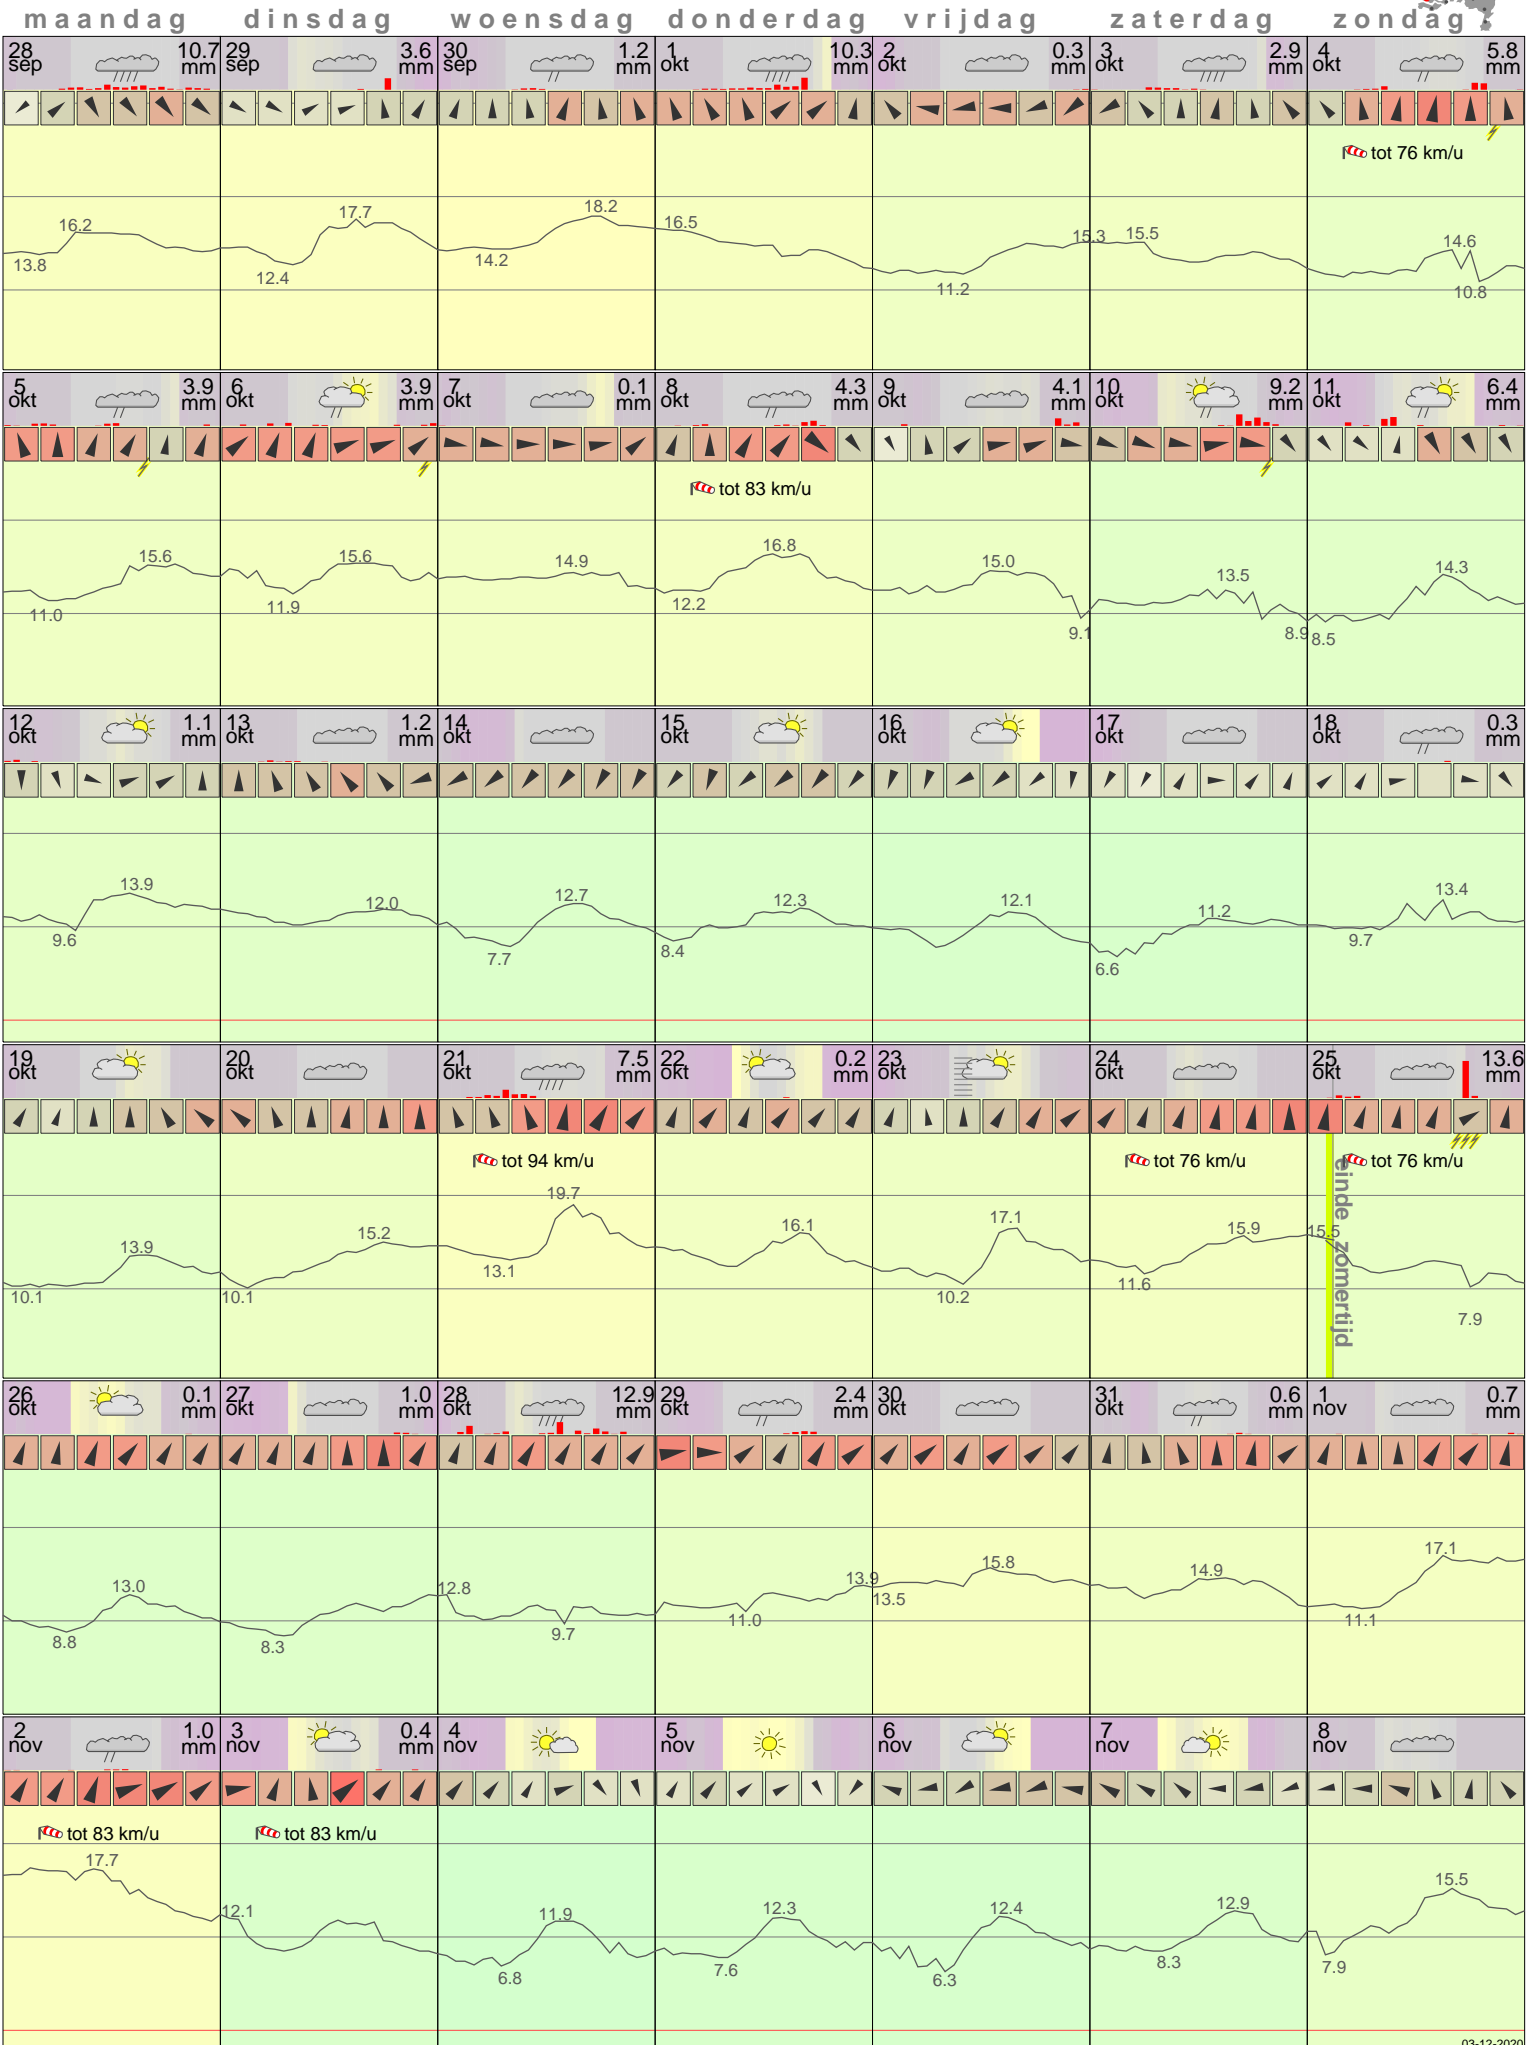 maandag dinsdag woensdag donderdag vrijdag zaterdag zondag
28 sep 10.7 mm 29 sep 3.6 mm 30 sep 1.2 mm 1 okt 10.3 mm 2 okt 0.3 mm 3 okt 2.9 mm 4 okt 5.8 mm
tot 76 km/u
16.2 13.8 17.7 12.4 18.2 14.2 16.5 11.2 15.3 15.5 14.6 10.8
5 okt 3.9 mm 6 okt 3.9 mm 7 okt 0.1 mm 8 okt 4.3 mm 9 okt 4.1 mm 10 okt 9.2 mm 11 okt 6.4 mm
tot 83 km/u
15.6 11.0 15.6 11.9 14.9 16.8 12.2 15.0 9.1 13.5 8.9 8.5 14.3
12 okt 1.1 mm 13 okt 1.2 mm 14 okt 15 okt 16 okt 17 okt 18 okt 0.3 mm
13.9 9.6 12.0 12.7 7.7 12.3 8.4 12.1 11.2 6.6 13.4 9.7
19 okt 20 okt 21 okt 7.5 mm 22 okt 0.2 mm 23 okt 24 okt 25 okt 13.6 mm
tot 94 km/u tot 76 km/u tot 76 km/u
einde zomertijd
13.9 10.1 15.2 10.1 19.7 13.1 16.1 17.1 10.2 15.9 11.6 15.5 7.9
26 okt 0.1 mm 27 okt 1.0 mm 28 okt 12.9 mm 29 okt 2.4 mm 30 okt 31 okt 0.6 mm 1 nov 0.7 mm
13.0 8.8 8.3 12.8 9.7 13.9 11.0 13.5 15.8 14.9 17.1 11.1
2 nov 1.0 mm 3 nov 0.4 mm 4 nov 5 nov 6 nov 7 nov 8 nov
tot 83 km/u tot 83 km/u
17.7 12.1 11.9 6.8 12.3 7.6 12.4 6.3 12.9 8.3 15.5 7.9
03-12-2020